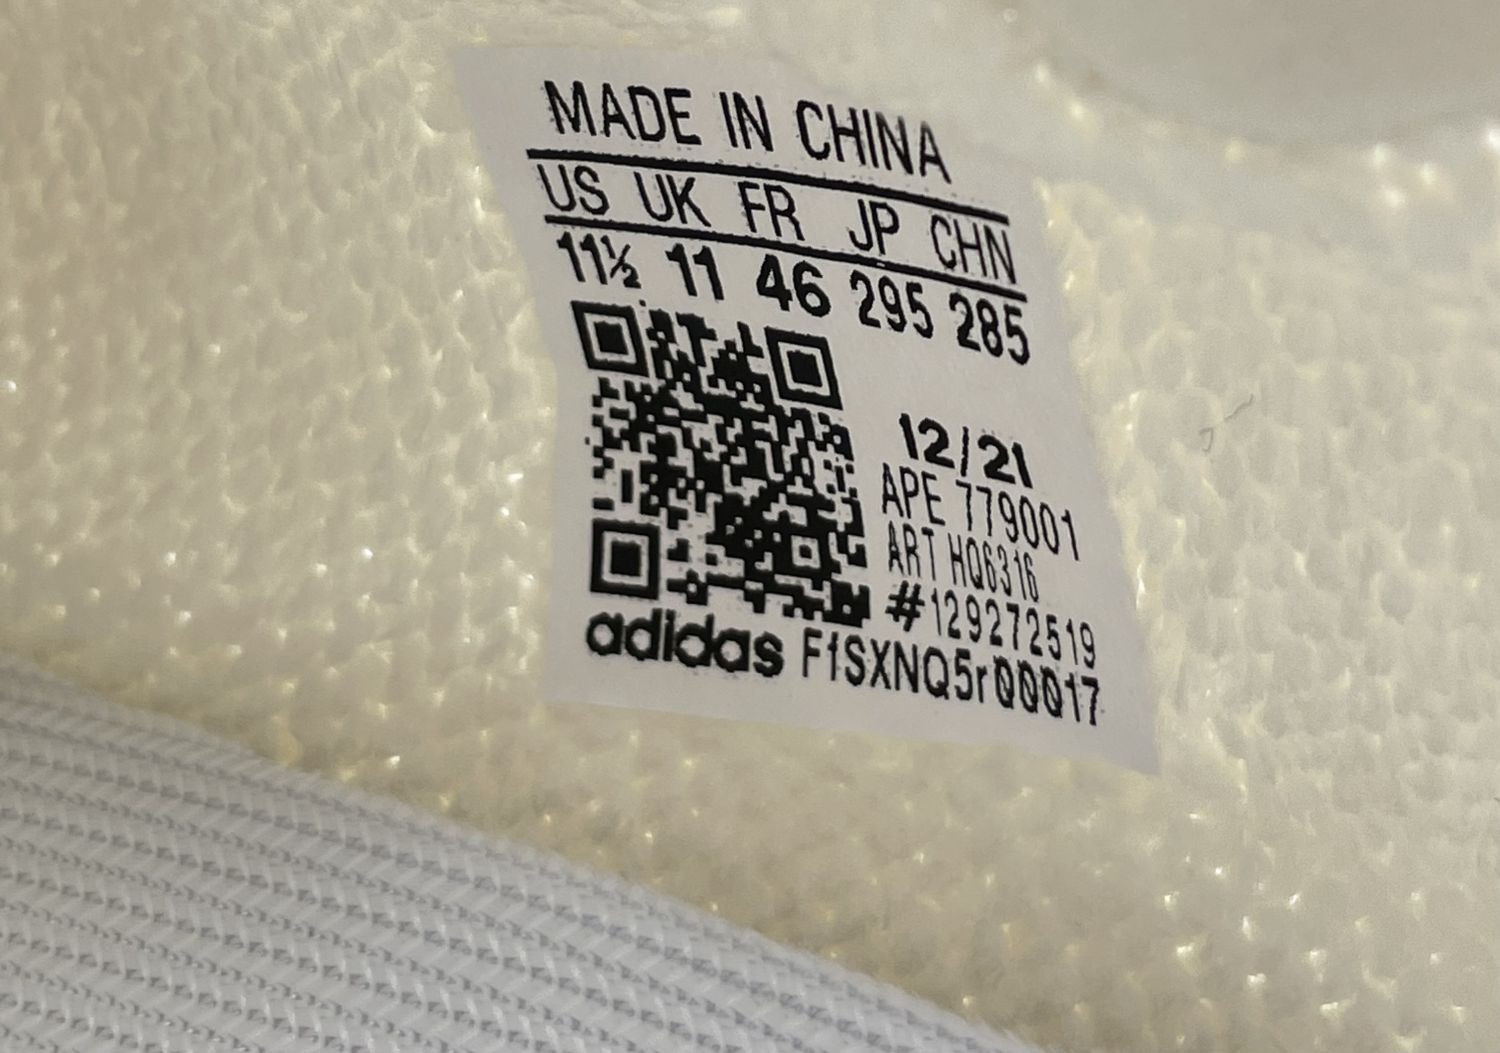 MADE IN CHINA
US UK FR JP CHN
11½ 11 46 295 285
12/21
APE 779001
ART HQ6316
#129272519
adidas F1SXNQ5r00017